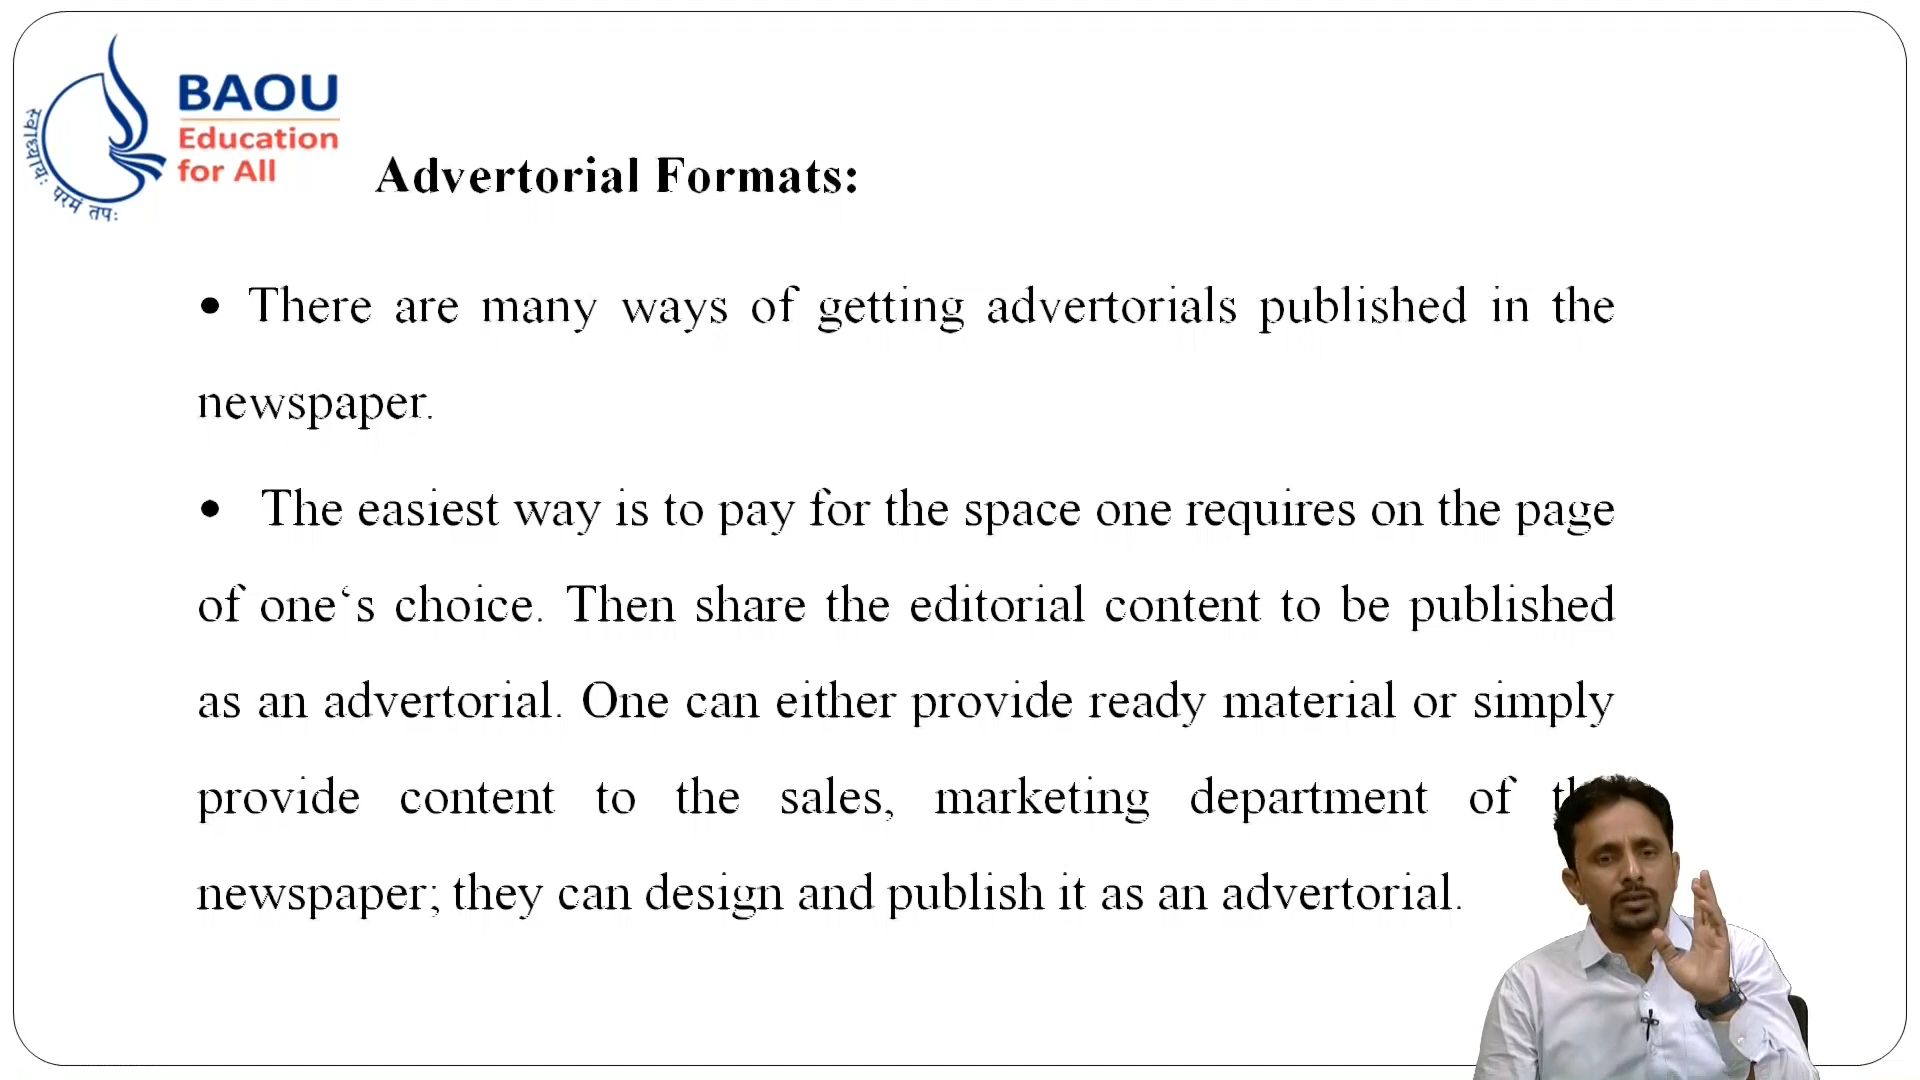 BAOU
Education
for All
स्वाध्यायः परमं तपः
Advertorial Formats:
• There are many ways of getting advertorials published in the
newspaper.
• The easiest way is to pay for the space one requires on the page
of one‘s choice. Then share the editorial content to be published
as an advertorial. One can either provide ready material or simply
provide content to the sales, marketing department of
newspaper; they can design and publish it as an advertorial.